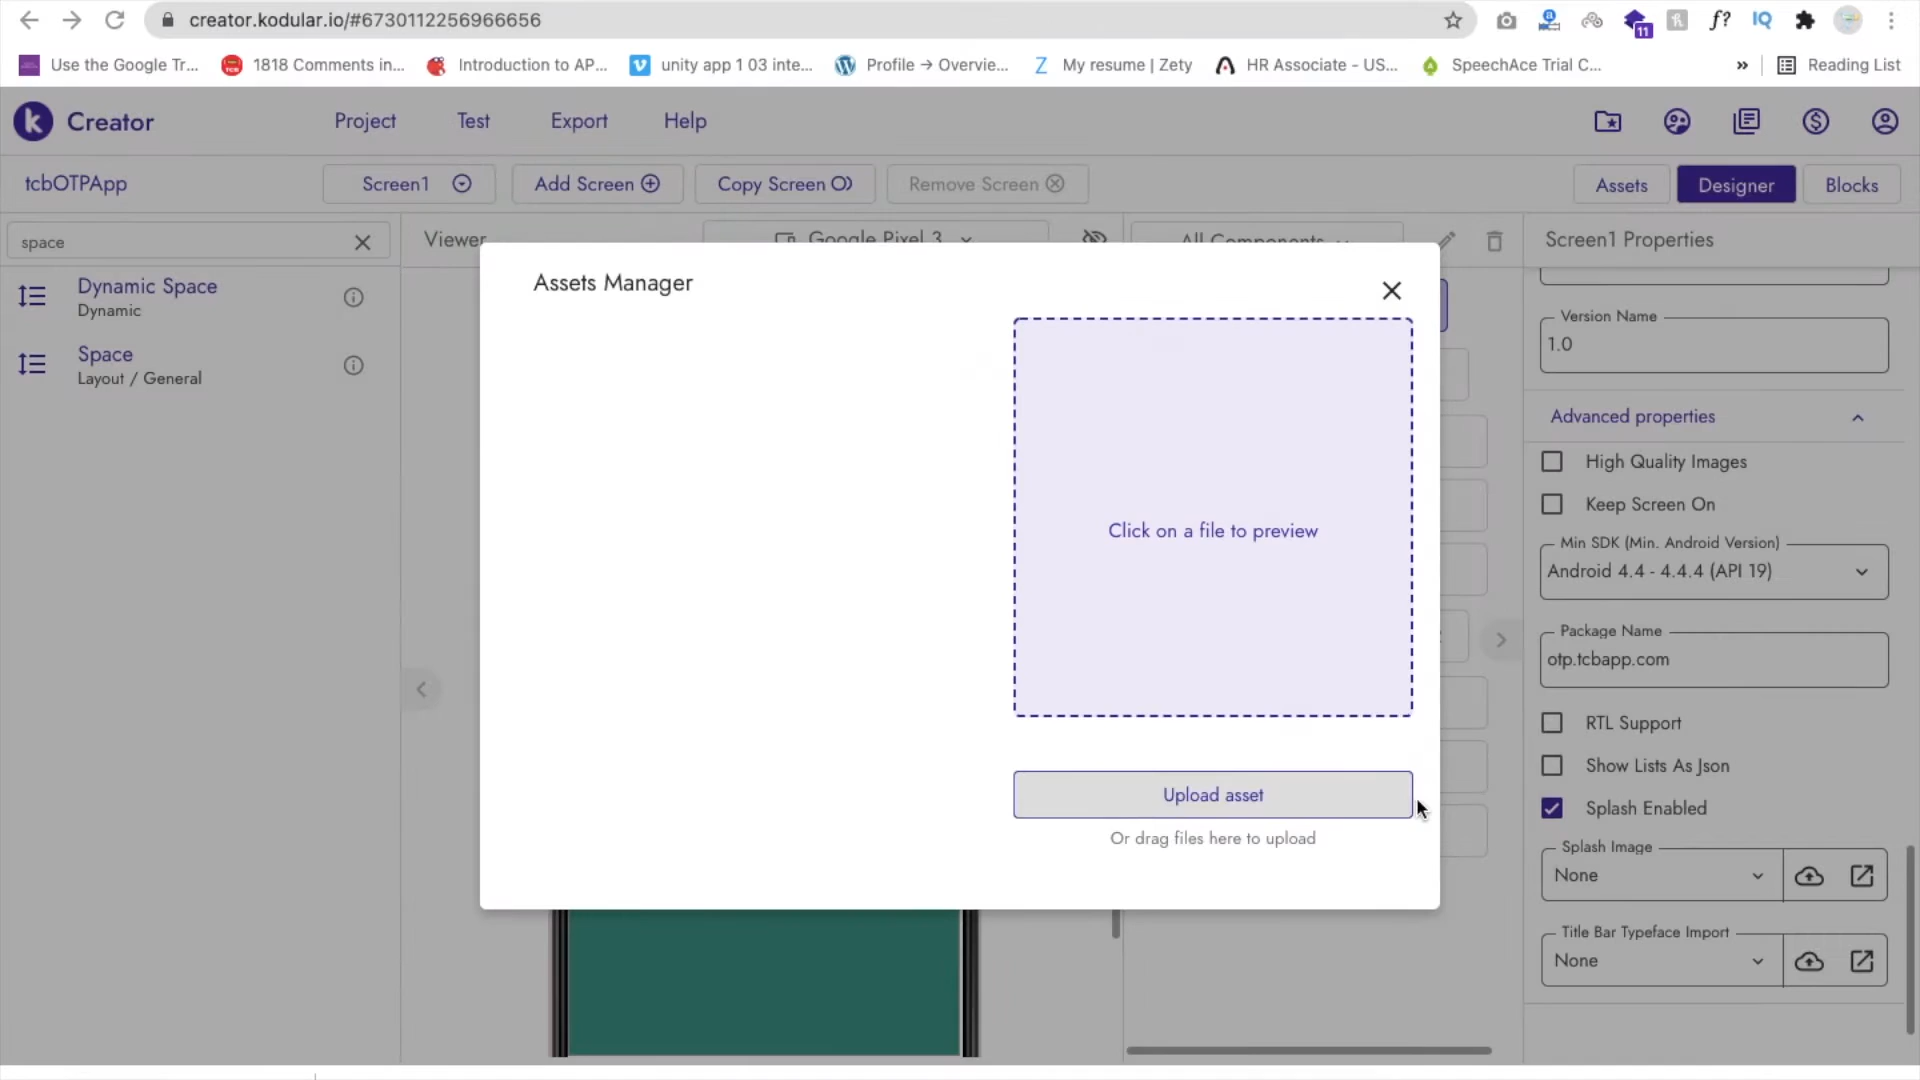 creator.kodular.io/#6730112256966656
11
Use the Google Tr...
1818 Comments in...
Introduction to AP...
unity app 1 03 inte...
Profile → Overvie...
My resume | Zety
HR Associate - US...
SpeechAce Trial C...
»
Reading List
Creator
Project
Test
Export
Help
tcbOTPApp
Screen1
Add Screen
Copy Screen
Remove Screen
Assets
Designer
Blocks
space
Viewer
Google Pixel 3
All Components
Screen1 Properties
Dynamic Space
Dynamic
Space
Layout / General
Assets Manager
Click on a file to preview
Upload asset
Or drag files here to upload
Version Name
1.0
Advanced properties
High Quality Images
Keep Screen On
Min SDK (Min. Android Version)
Android 4.4 - 4.4.4 (API 19)
Package Name
otp.tcbapp.com
RTL Support
Show Lists As Json
Splash Enabled
Splash Image
None
Title Bar Typeface Import
None